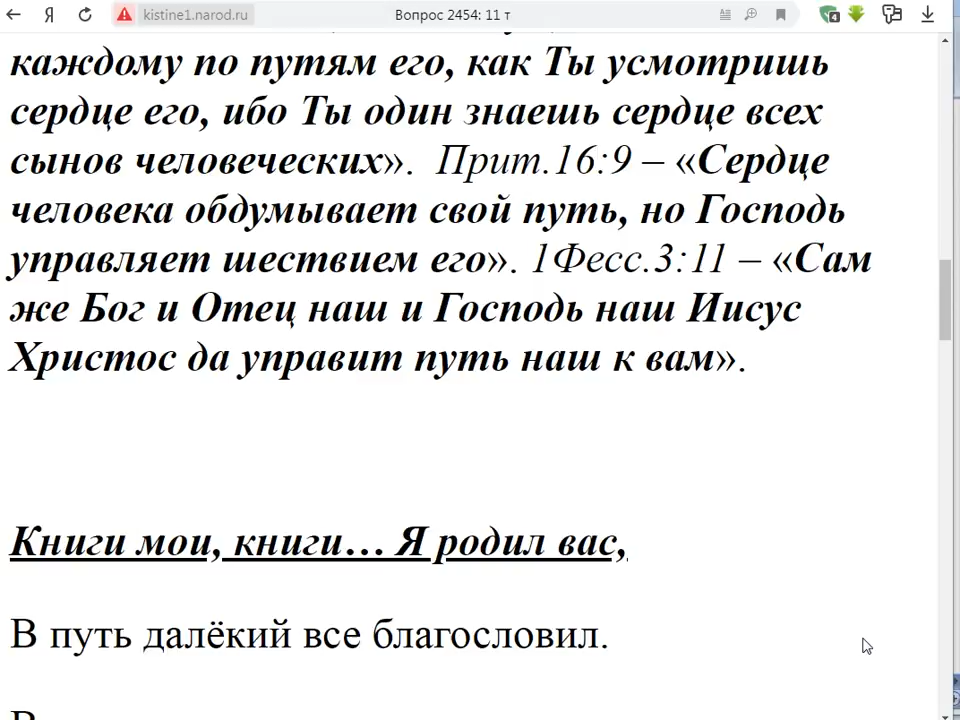 kistine1.narod.ru
Вопрос 2454: 11 т
каждому по путям его, как Ты усмотришь
сердце его, ибо Ты один знаешь сердце всех
сынов человеческих». Прит.16:9 – «Сердце
человека обдумывает свой путь, но Господь
управляет шествием его». 1Фесс.3:11 – «Сам
же Бог и Отец наш и Господь наш Иисус
Христос да управит путь наш к вам».
Книги мои, книги… Я родил вас,
В путь далёкий все благословил.